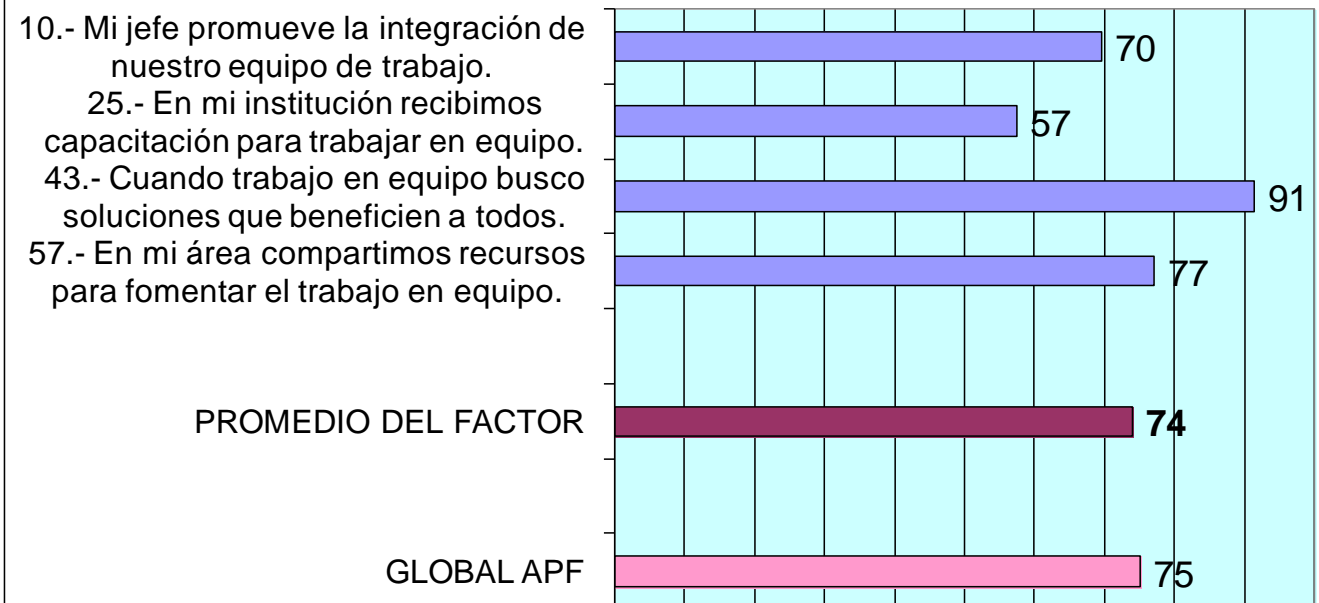 10.- Mi jefe promueve la integración de
nuestro equipo de trabajo.
70
25.- En mi institución recibimos
capacitación para trabajar en equipo.
57
43.- Cuando trabajo en equipo busco
soluciones que beneficien a todos.
91
57.- En mi área compartimos recursos
para fomentar el trabajo en equipo.
77
PROMEDIO DEL FACTOR
74
GLOBAL APF
75